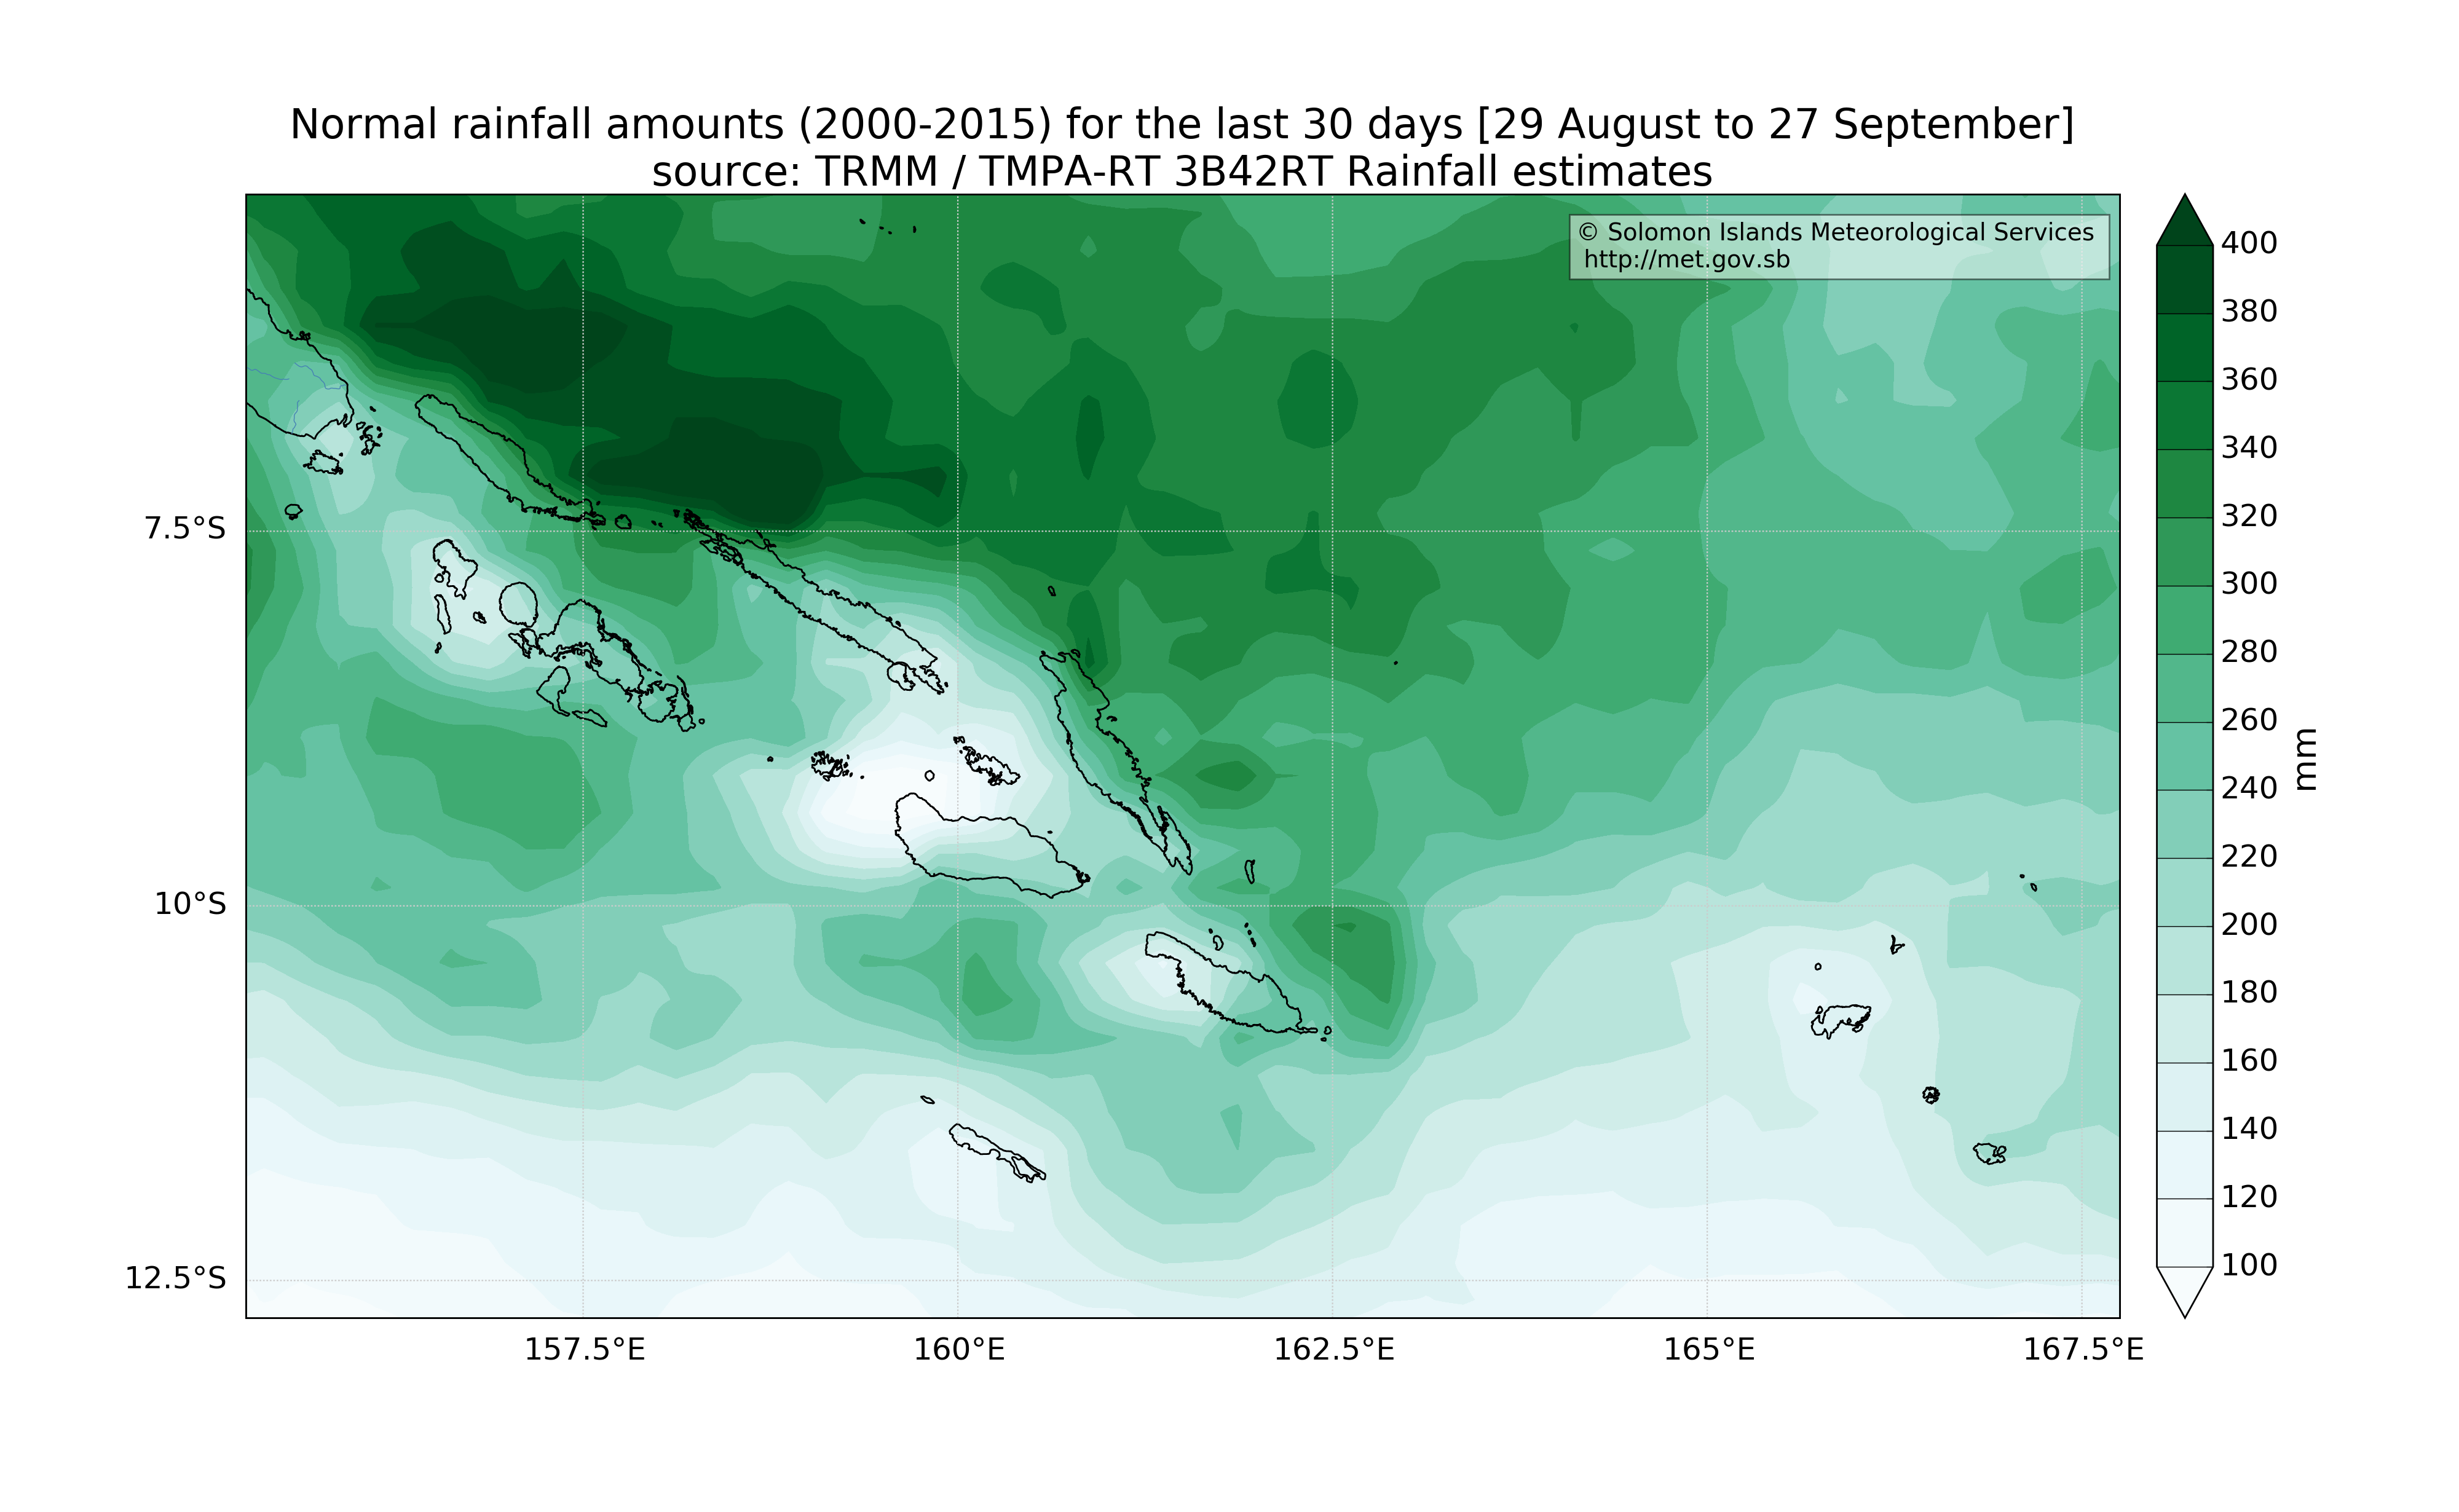 Normal rainfall amounts (2000-2015) for the last 30 days [29 August to 27 September]
source: TRMM / TMPA-RT 3B42RT Rainfall estimates
© Solomon Islands Meteorological Services
http://met.gov.sb
400
380
360
340
320
300
280
260
240
220
200
180
160
140
120
100
mm
7.5°S
10°S
12.5°S
157.5°E
160°E
162.5°E
165°E
167.5°E